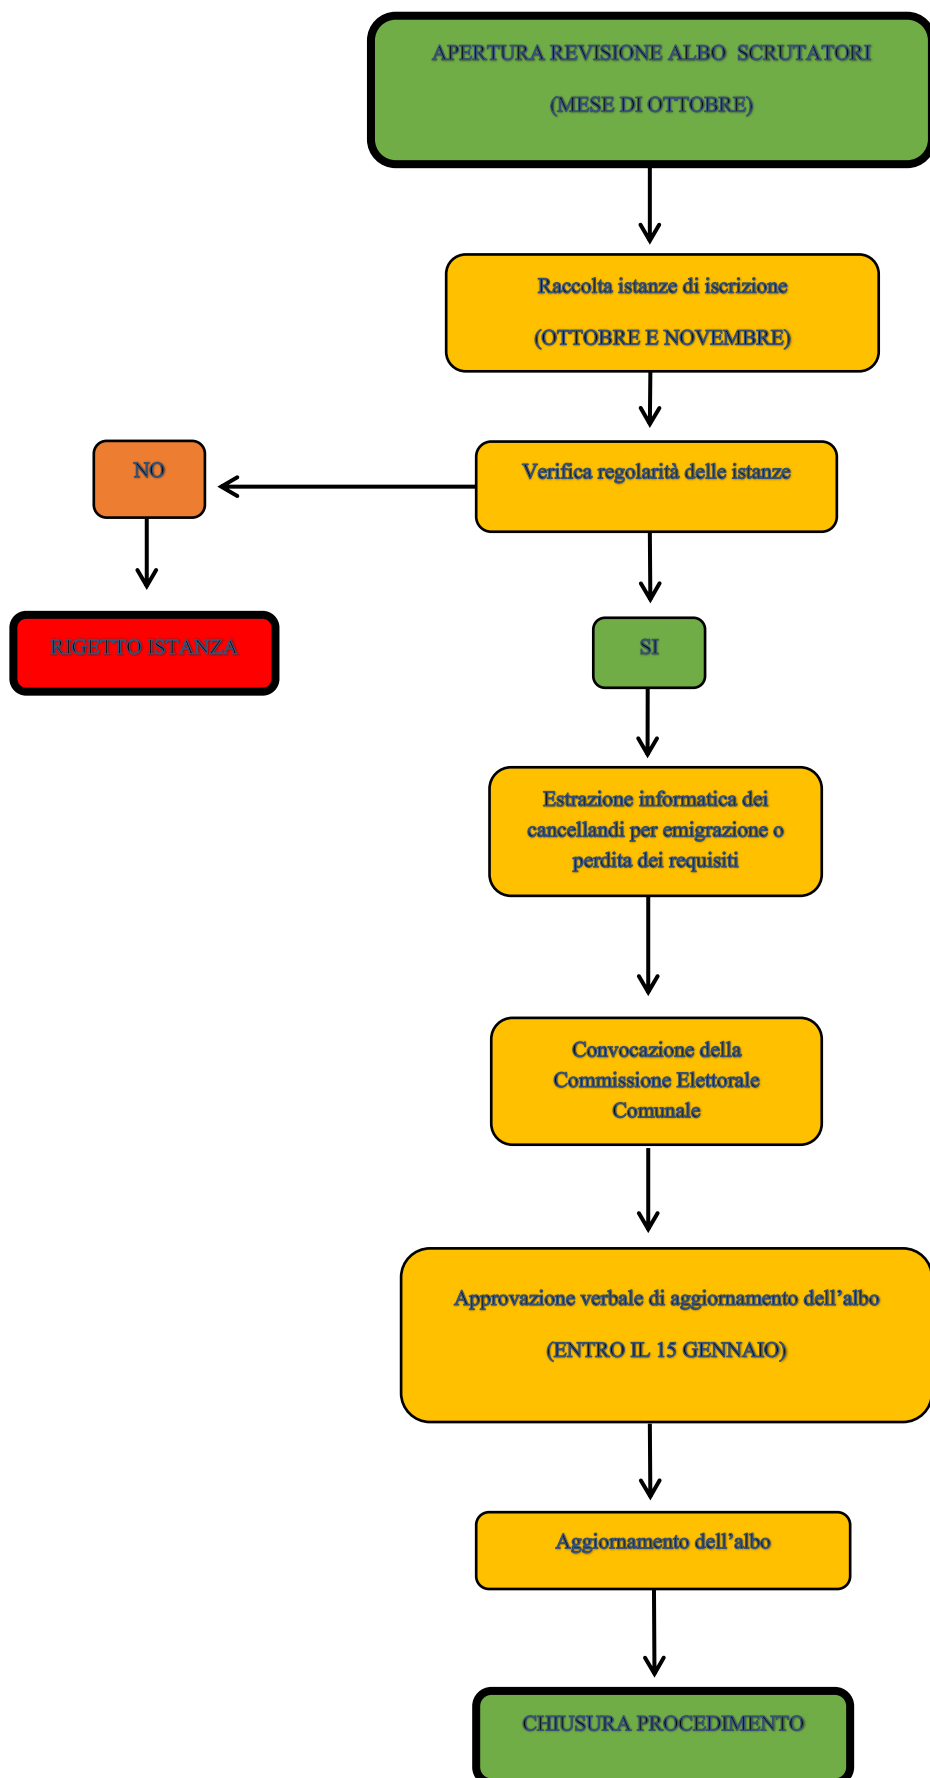 APERTURA REVISIONE ALBO SCRUTATORI
(MESE DI OTTOBRE)
Raccolta istanze di iscrizione
(OTTOBRE E NOVEMBRE)
NO
Verifica regolarità delle istanze
RIGETTO ISTANZA
SI
Estrazione informatica dei
cancellandi per emigrazione o
perdita dei requisiti
Convocazione della
Commissione Elettorale
Comunale
Approvazione verbale di aggiornamento dell’albo
(ENTRO IL 15 GENNAIO)
Aggiornamento dell’albo
CHIUSURA PROCEDIMENTO